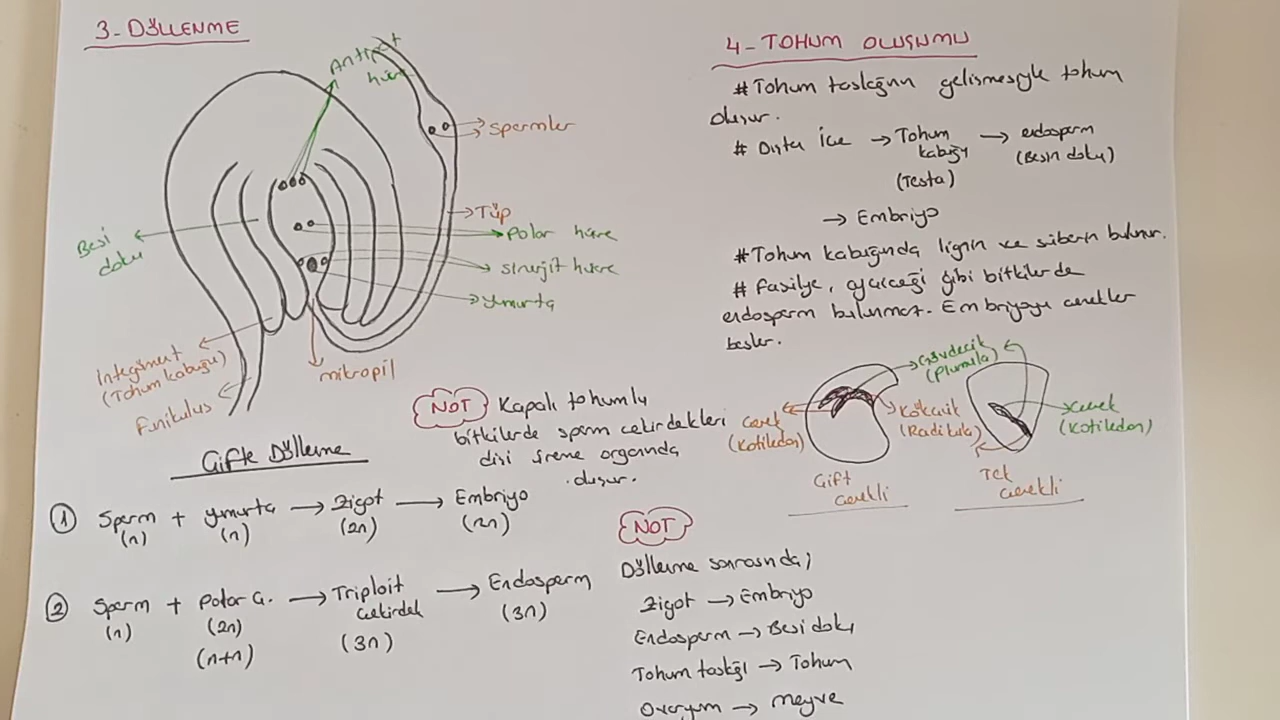 3- DÖLLENME
Antipot
hücre
Spermler
Tüp
Polar hücre
Sinerjit hücre
yumurta
Besi
doku
İntegüment
(Tohum kabuğu)
Funikulus
mikropil
NOT Kapalı tohumlu
bitkilerde sperm çekirdekleri
dişi üreme organında
oluşur.
Çifte Döllenme
1 Sperm + yumurta → Zigot → Embriyo
(n) (n) (2n) (2n)
2 Sperm + Polar Ç. → Triploit → Endosperm
çekirdek
(n) (2n) (3n) (3n)
(n+n)
4- TOHUM OLUŞUMU
# Tohum taslağının gelişmesiyle tohum
oluşur.
# Dıştan İçe → Tohum → endosperm
kabuğu (Besin doku)
(Testa)
→ Embriyo
# Tohum kabuğunda lignin ve süberin bulunur.
# Fasülye, ayçiçeği gibi bitkilerde
endosperm bulunmaz. Embriyoyu çenekler
besler.
Gövdecik
(Plumula)
Çenek
(Kotiledon)
Kökcük
(Radikula)
Çenek
(Kotiledon)
Çift
çenekli
Tek
çenekli
NOT
Döllenme sonrasında;
Zigot → Embriyo
Endosperm → Besi doku
Tohum taslağı → Tohum
Ovaryum → meyve